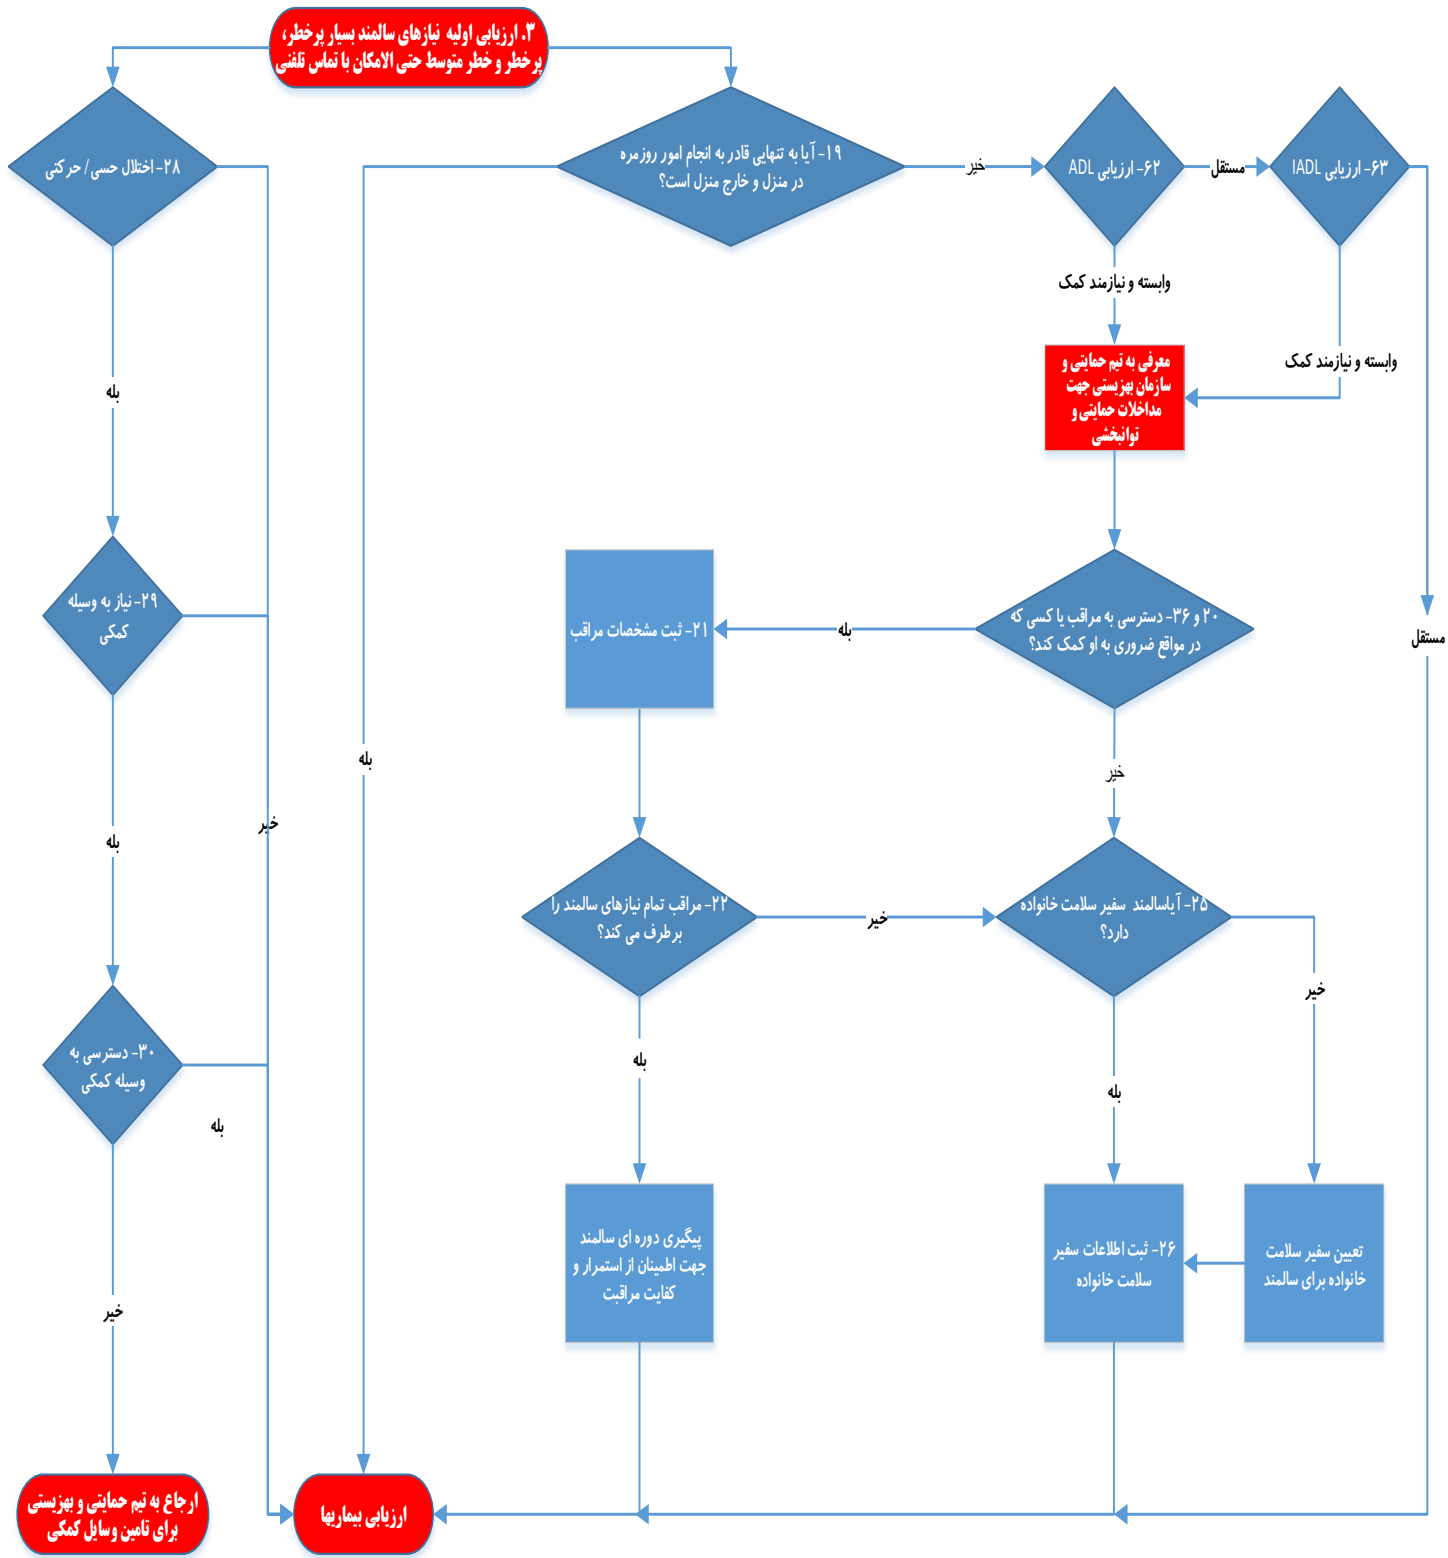 ۳. ارزیابی اولیه نیازهای سالمند بسیار پرخطر،
پرخطر و خطر متوسط حتی الامکان با تماس تلفنی
۶۳- ارزیابی IADL
مستقل
۶۲- ارزیابی ADL
خیر
۱۹- آیا به تنهایی قادر به انجام امور روزمره
در منزل و خارج منزل است؟
۲۸- اختلال حسی/ حرکتی
وابسته و نیازمند کمک
وابسته و نیازمند کمک
معرفی به تیم حمایتی و
سازمان بهزیستی جهت
مداخلات حمایتی و
توانبخشی
بله
مستقل
۲۰ و ۳۶- دسترسی به مراقب یا کسی که
در مواقع ضروری به او کمک کند؟
بله
۲۱- ثبت مشخصات مراقب
۲۹- نیاز به وسیله
کمکی
خیر
بله
خیر
بله
۲۵- آیاسالمند سفیر سلامت خانواده
دارد؟
خیر
۲۲- مراقب تمام نیازهای سالمند را
برطرف می کند؟
خیر
بله
بله
۳۰- دسترسی به
وسیله کمکی
بله
تعیین سفیر سلامت
خانواده برای سالمند
۲۶- ثبت اطلاعات سفیر
سلامت خانواده
پیگیری دوره ای سالمند
جهت اطمینان از استمرار و
کفایت مراقبت
خیر
ارزیابی بیماریها
ارجاع به تیم حمایتی و بهزیستی
برای تامین وسایل کمکی